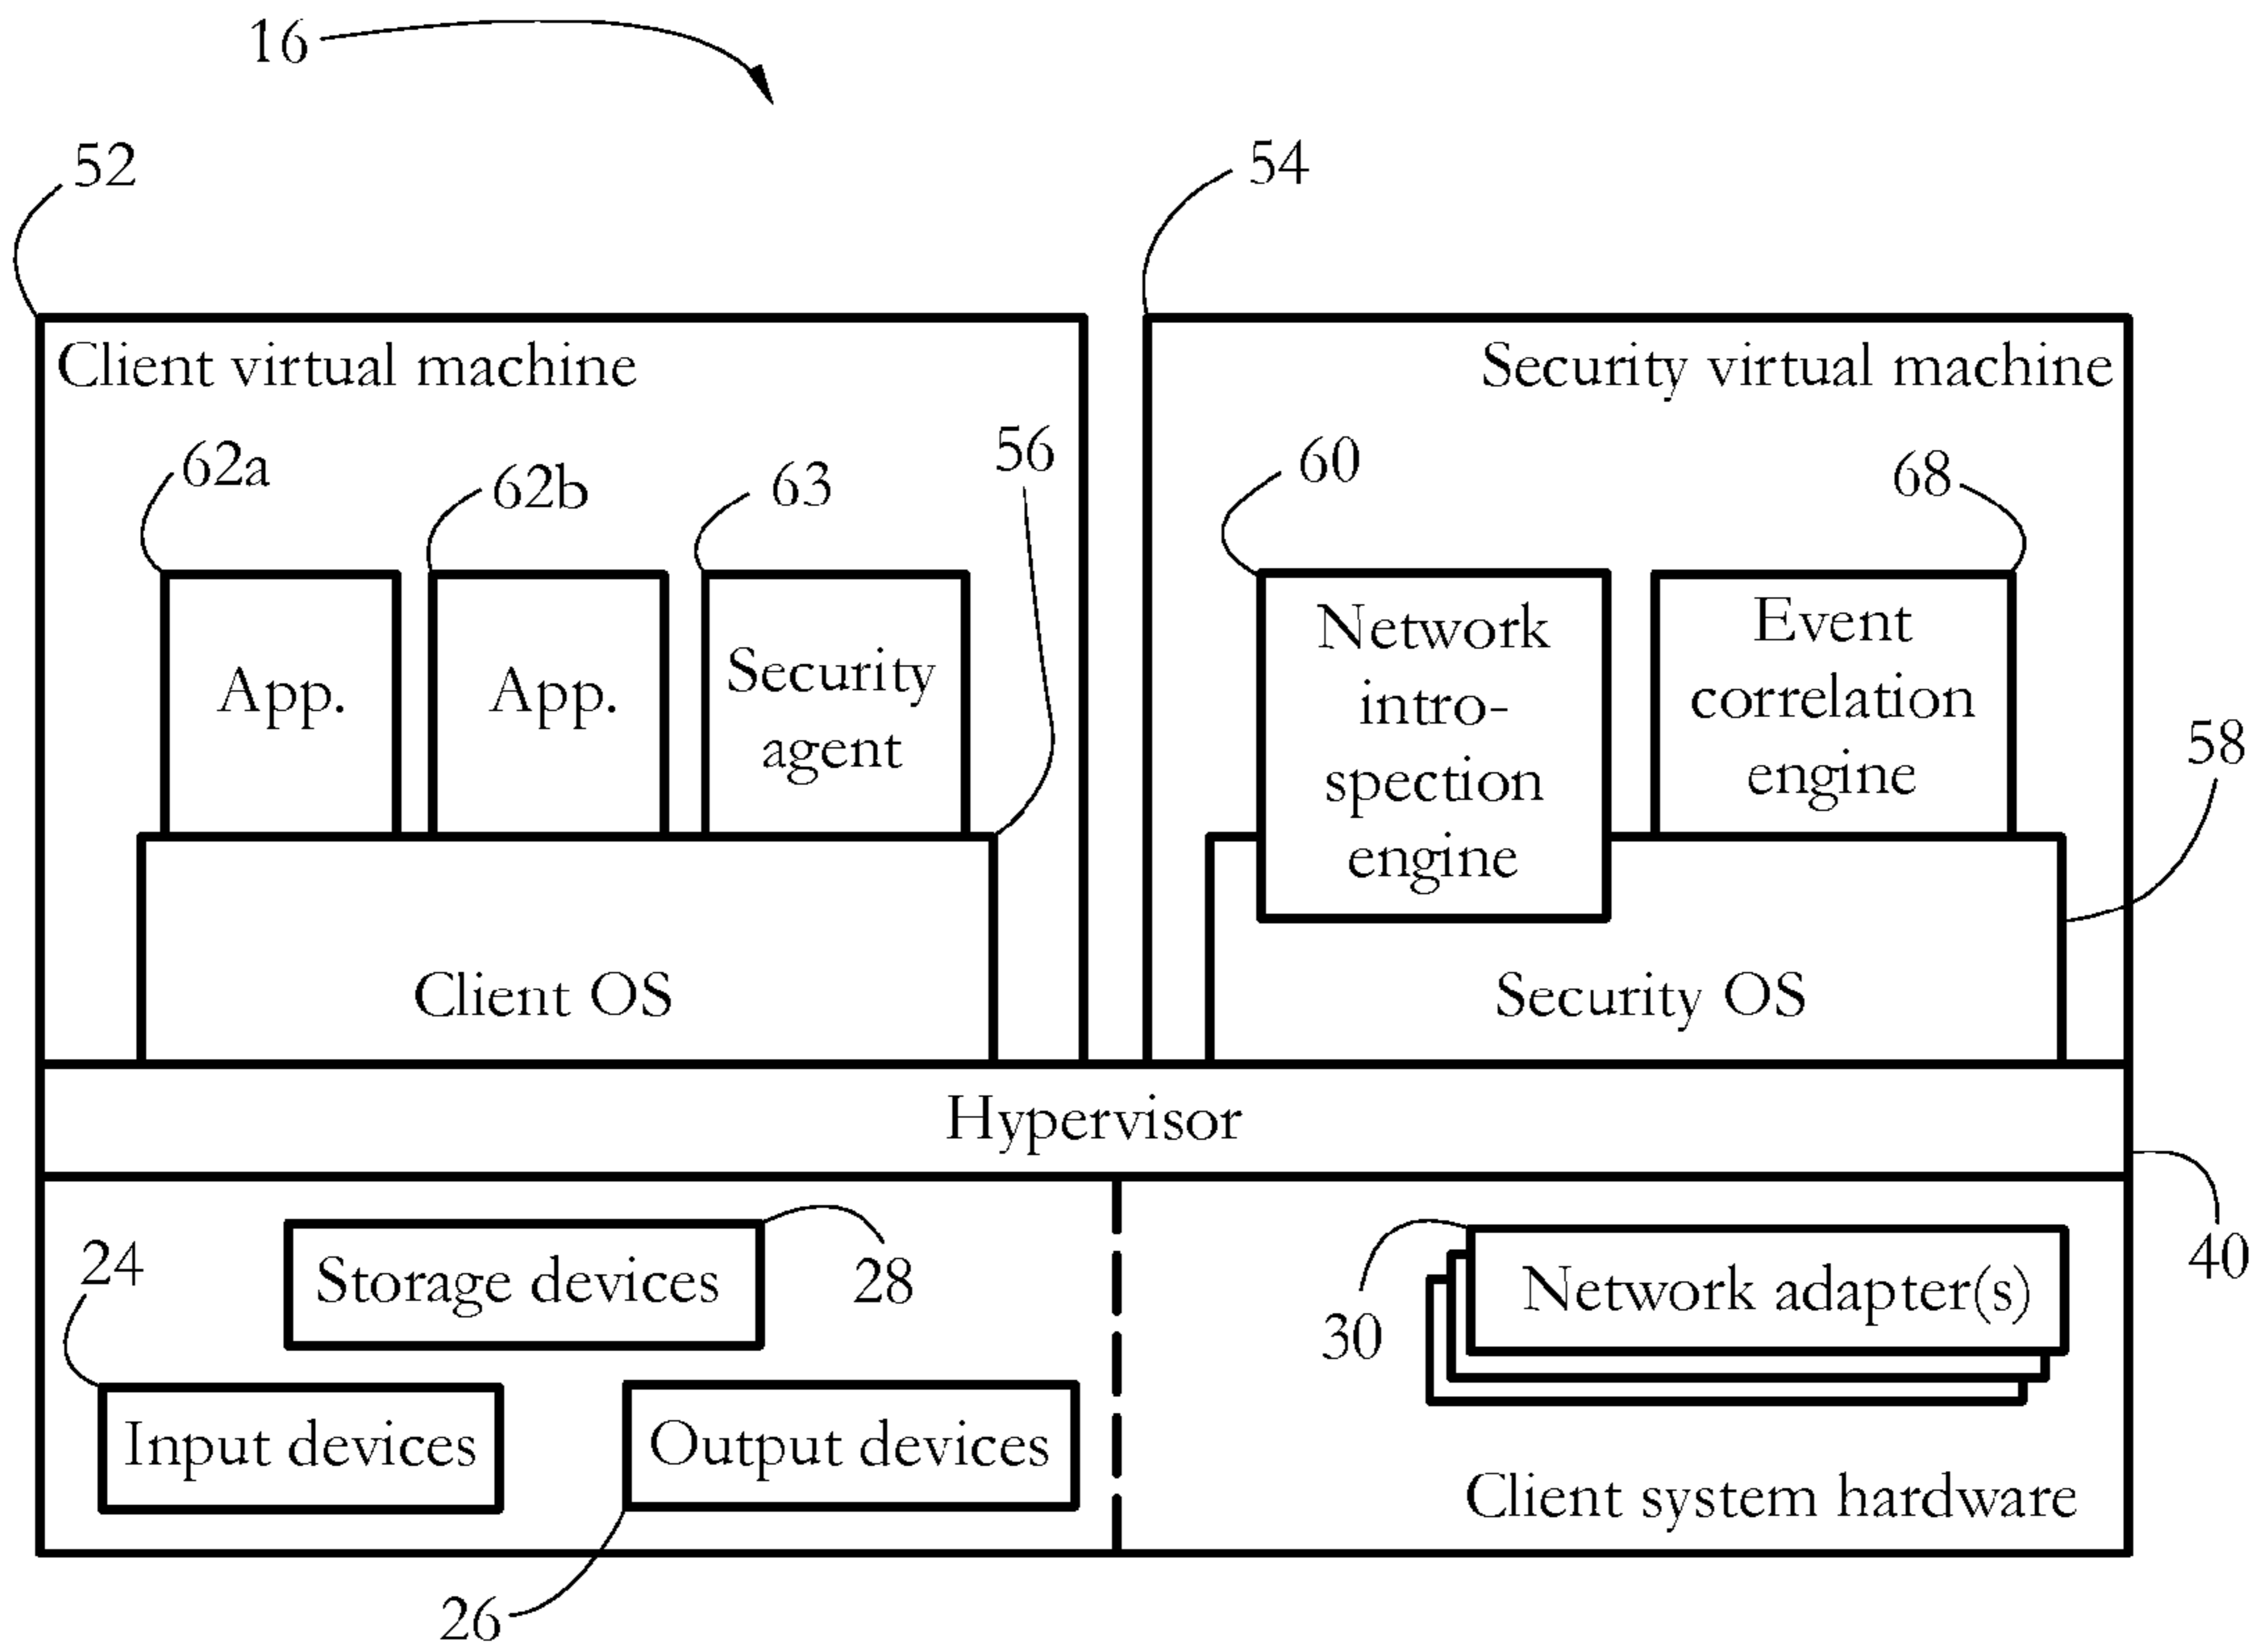 16
52
54
Client virtual machine
Security virtual machine
62a
62b
63
56
60
68
App.
App.
Security
agent
Network
intro-
spection
engine
Event
correlation
engine
58
Client OS
Security OS
Hypervisor
40
24
Storage devices
28
30
Network adapter(s)
Input devices
Output devices
Client system hardware
26